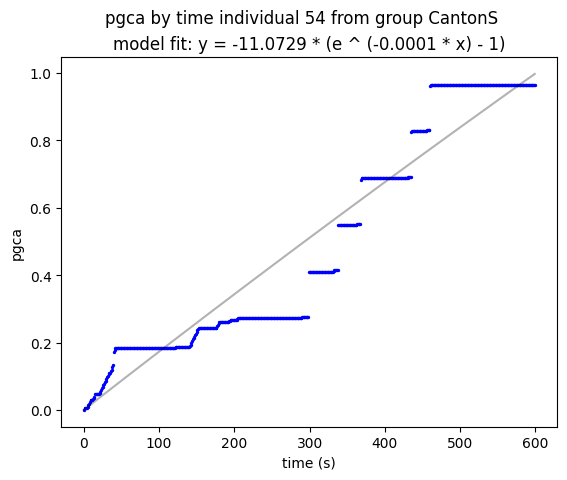 pgca by time individual 54 from group CantonS
model fit: y = -11.0729 * (e ^ (-0.0001 * x) - 1)
1.0
0.8
0.6
0.4
0.2
0.0
pgca
0 100 200 300 400 500 600
time (s)